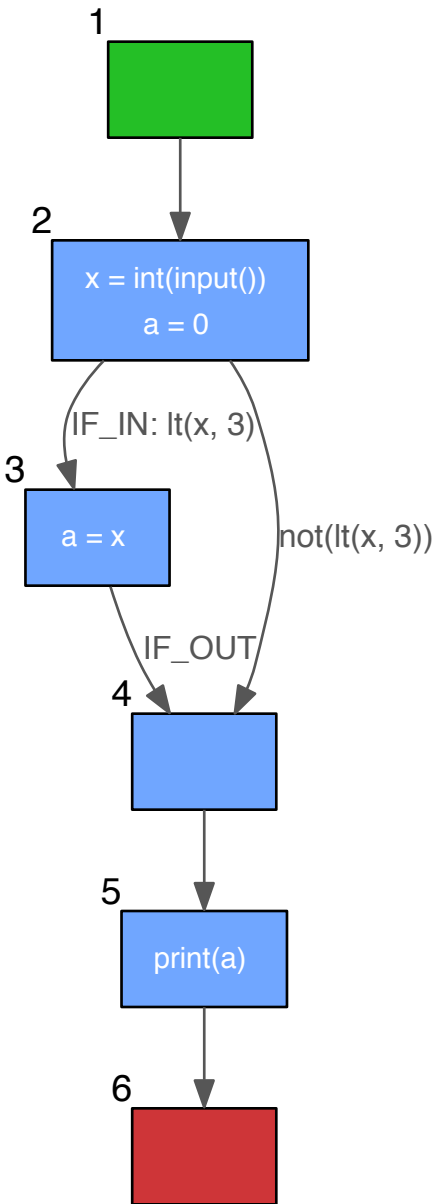 1
2
x = int(input())
a = 0
IF_IN: lt(x, 3)
3
a = x
not(lt(x, 3))
IF_OUT
4
5
print(a)
6